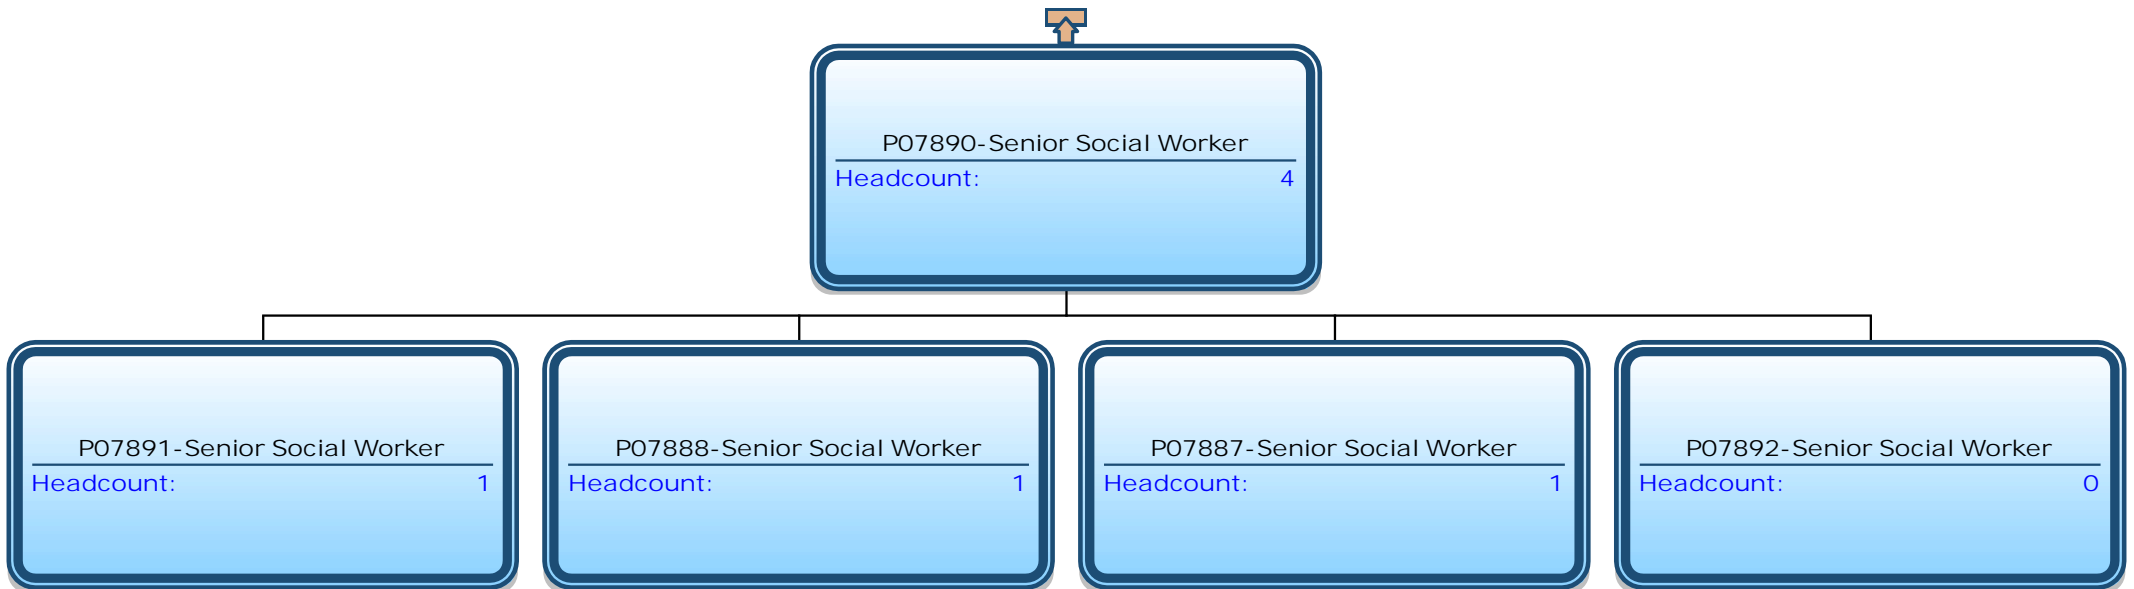 P07890-Senior Social Worker
Headcount: 4
P07891-Senior Social Worker
Headcount: 1
P07888-Senior Social Worker
Headcount: 1
P07887-Senior Social Worker
Headcount: 1
P07892-Senior Social Worker
Headcount: 0